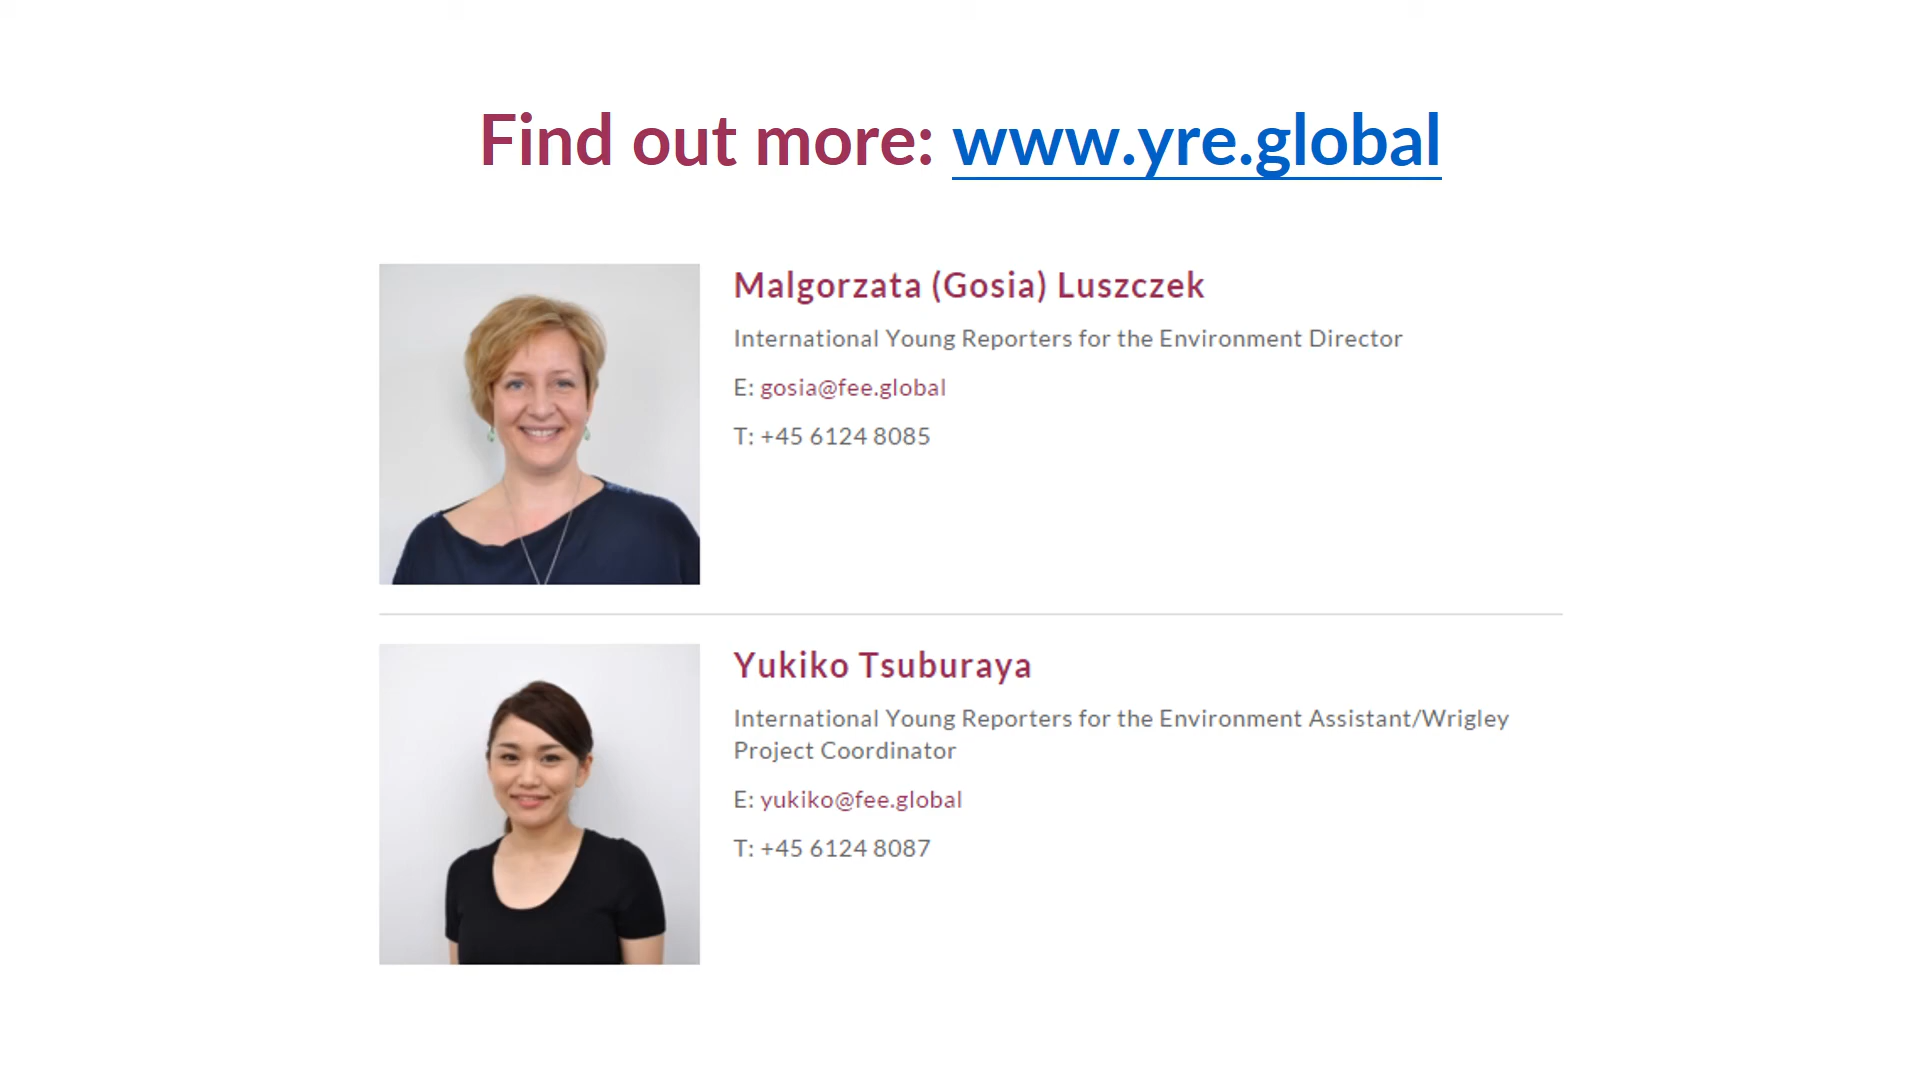 Find out more: www.yre.global
Malgorzata (Gosia) Luszczek
International Young Reporters for the Environment Director
E: gosia@fee.global
T: +45 6124 8085
Yukiko Tsuburaya
International Young Reporters for the Environment Assistant/Wrigley
Project Coordinator
E: yukiko@fee.global
T: +45 6124 8087